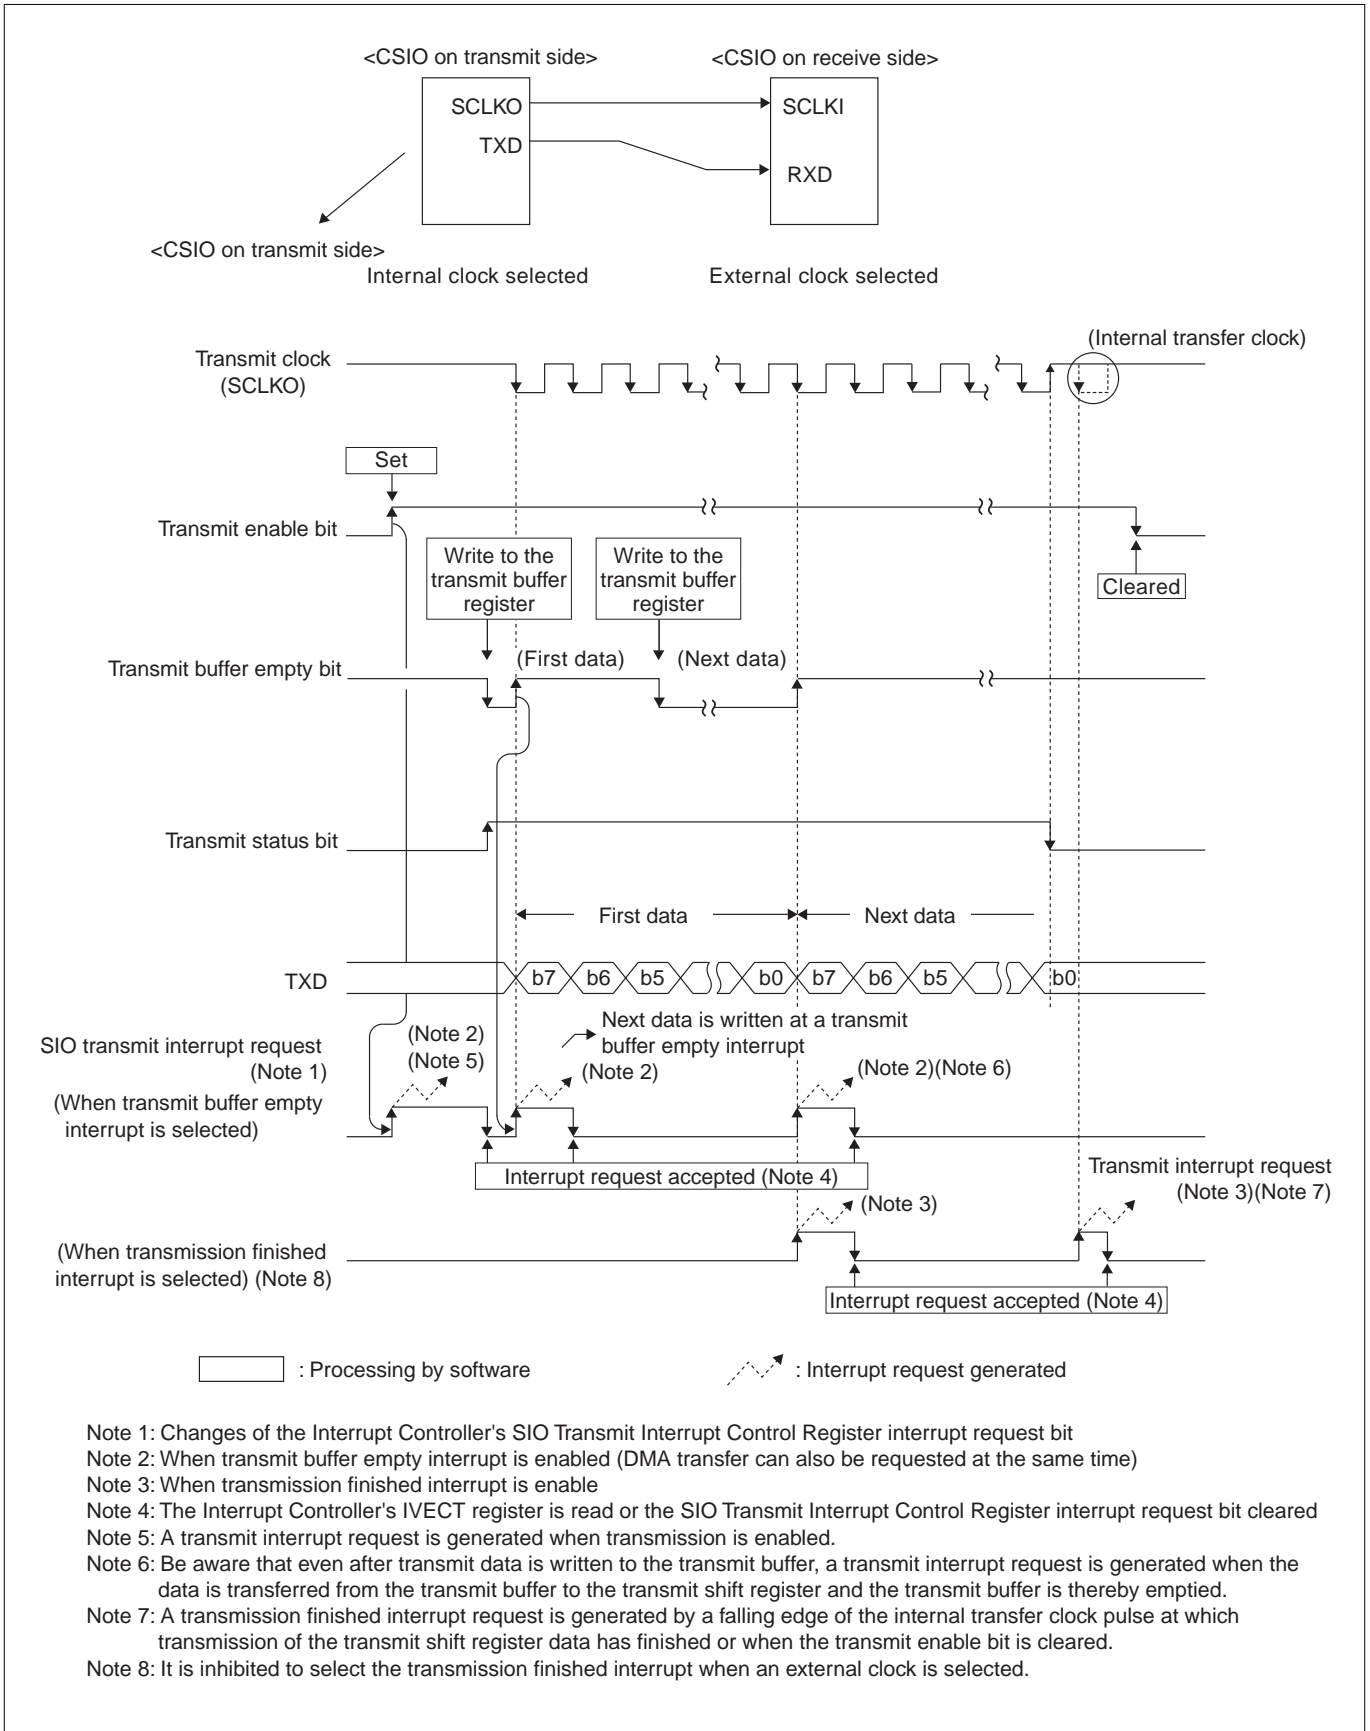 <CSIO on transmit side>
<CSIO on receive side>
SCLKO
SCLKI
TXD
RXD
<CSIO on transmit side>
Internal clock selected
External clock selected
(Internal transfer clock)
Transmit clock
(SCLKO)
Set
Transmit enable bit
Write to the
transmit buffer
register
Write to the
transmit buffer
register
Cleared
Transmit buffer empty bit
(First data)
(Next data)
Transmit status bit
First data
Next data
TXD
b7
b6
b5
b0
b7
b6
b5
b0
SIO transmit interrupt request
(Note 1)
(When transmit buffer empty
interrupt is selected)
(Note 2)
(Note 5)
Next data is written at a transmit
buffer empty interrupt
(Note 2)
(Note 2)(Note 6)
Interrupt request accepted (Note 4)
Transmit interrupt request
(Note 3)(Note 7)
(Note 3)
(When transmission finished
interrupt is selected) (Note 8)
Interrupt request accepted (Note 4)
: Processing by software
: Interrupt request generated
Note 1: Changes of the Interrupt Controller's SIO Transmit Interrupt Control Register interrupt request bit
Note 2: When transmit buffer empty interrupt is enabled (DMA transfer can also be requested at the same time)
Note 3: When transmission finished interrupt is enable
Note 4: The Interrupt Controller's IVECT register is read or the SIO Transmit Interrupt Control Register interrupt request bit cleared
Note 5: A transmit interrupt request is generated when transmission is enabled.
Note 6: Be aware that even after transmit data is written to the transmit buffer, a transmit interrupt request is generated when the
data is transferred from the transmit buffer to the transmit shift register and the transmit buffer is thereby emptied.
Note 7: A transmission finished interrupt request is generated by a falling edge of the internal transfer clock pulse at which
transmission of the transmit shift register data has finished or when the transmit enable bit is cleared.
Note 8: It is inhibited to select the transmission finished interrupt when an external clock is selected.